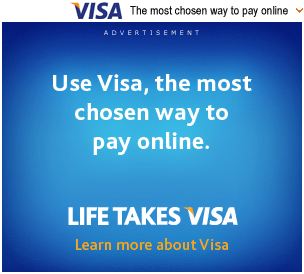 VISA The most chosen way to pay online
ADVERTISEMENT
Use Visa, the most
chosen way to
pay online.
LIFE TAKES VISA
Learn more about Visa